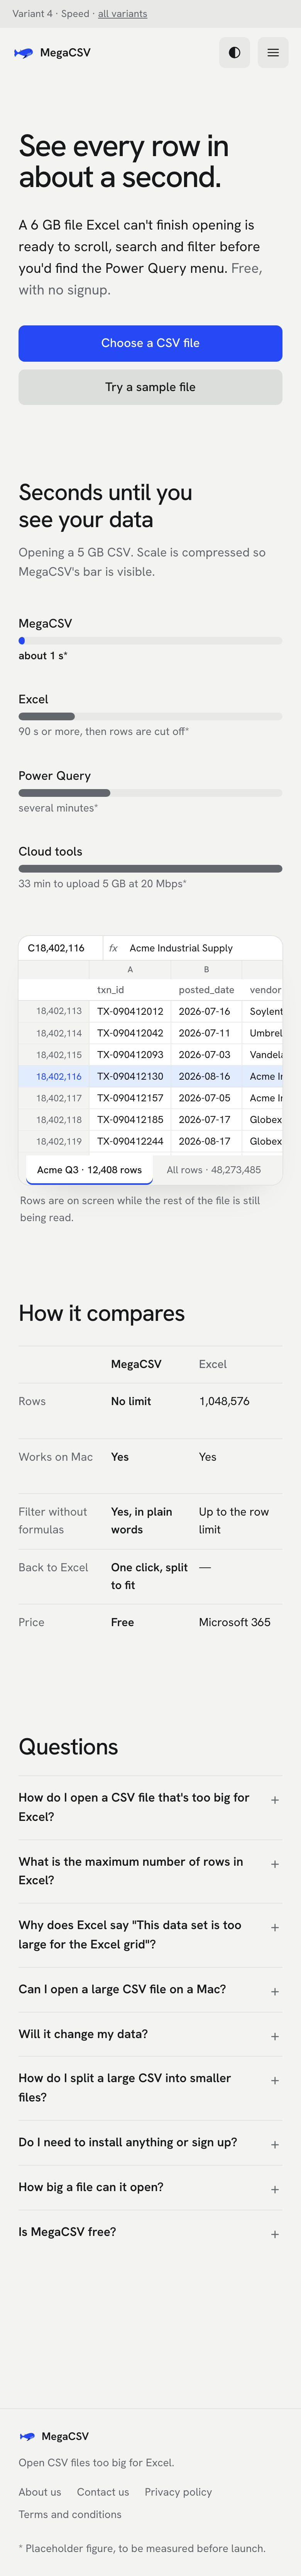 Variant 4 · Speed · all variants
MegaCSV
See every row in
about a second.
A 6 GB file Excel can't finish opening is
ready to scroll, search and filter before
you'd find the Power Query menu. Free,
with no signup.
Choose a CSV file
Try a sample file
Seconds until you
see your data
Opening a 5 GB CSV. Scale is compressed so
MegaCSV's bar is visible.
MegaCSV
about 1 s*
Excel
90 s or more, then rows are cut off*
Power Query
several minutes*
Cloud tools
33 min to upload 5 GB at 20 Mbps*
C18,402,116 fx Acme Industrial Supply
A B
txn_id posted_date vendor
18,402,113 TX-090412012 2026-07-16 Soylent
18,402,114 TX-090412042 2026-07-11 Umbrel
18,402,115 TX-090412093 2026-07-03 Vandela
18,402,116 TX-090412130 2026-08-16 Acme In
18,402,117 TX-090412157 2026-07-05 Acme In
18,402,118 TX-090412185 2026-07-17 Globex
18,402,119 TX-090412244 2026-08-17 Globex
Acme Q3 · 12,408 rows All rows · 48,273,485
Rows are on screen while the rest of the file is still
being read.
How it compares
MegaCSV Excel
Rows No limit 1,048,576
Works on Mac Yes Yes
Filter without Yes, in plain Up to the row
formulas words limit
Back to Excel One click, split —
to fit
Price Free Microsoft 365
Questions
How do I open a CSV file that's too big for
Excel?
+
What is the maximum number of rows in
Excel?
+
Why does Excel say "This data set is too
large for the Excel grid"?
+
Can I open a large CSV file on a Mac? +
Will it change my data? +
How do I split a large CSV into smaller
files?
+
Do I need to install anything or sign up? +
How big a file can it open? +
Is MegaCSV free? +
MegaCSV
Open CSV files too big for Excel.
About us Contact us Privacy policy
Terms and conditions
* Placeholder figure, to be measured before launch.